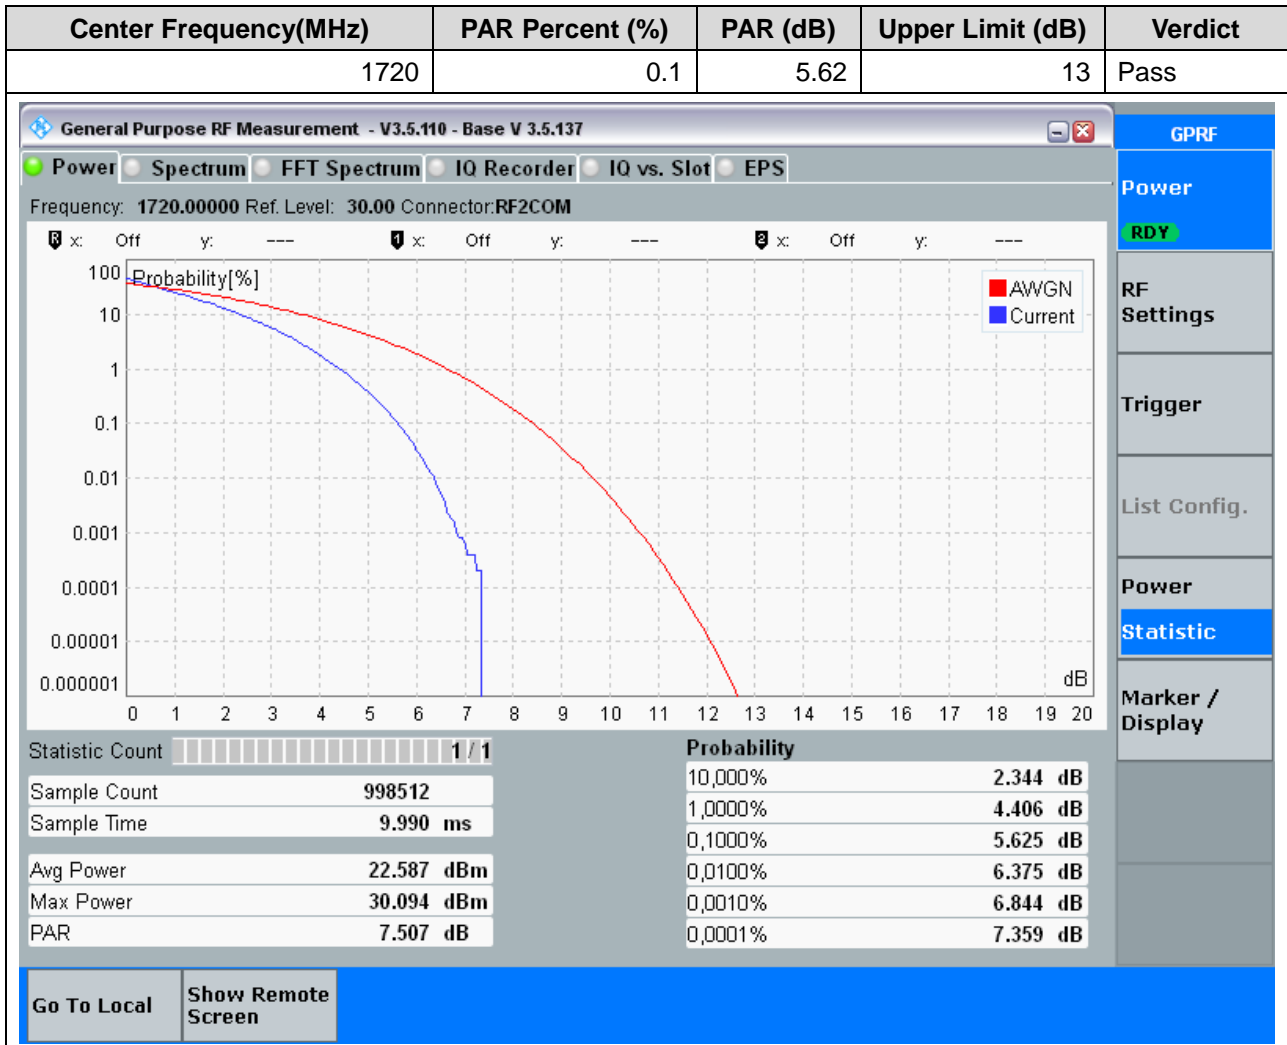 Center Frequency(MHz) PAR Percent (%) PAR (dB) Upper Limit (dB) Verdict
1720 0.1 5.62 13 Pass
General Purpose RF Measurement - V3.5.110 - Base V 3.5.137
GPRF
Power Spectrum FFT Spectrum IQ Recorder IQ vs. Slot EPS
Frequency: 1720.00000 Ref. Level: 30.00 Connector:RF2COM
Power
RDY
R x: Off y: --- 1 x: Off y: --- 2 x: Off y: ---
Probability[%]
100
10
1
0.1
0.01
0.001
0.0001
0.00001
0.000001
AWGN
Current
dB
0 1 2 3 4 5 6 7 8 9 10 11 12 13 14 15 16 17 18 19 20
RF
Settings
Trigger
List Config.
Power
Statistic
Marker /
Display
Statistic Count 1 / 1
Sample Count 998512
Sample Time 9.990 ms
Avg Power 22.587 dBm
Max Power 30.094 dBm
PAR 7.507 dB
Probability
10,000% 2.344 dB
1,0000% 4.406 dB
0,1000% 5.625 dB
0,0100% 6.375 dB
0,0010% 6.844 dB
0,0001% 7.359 dB
Go To Local
Show Remote
Screen